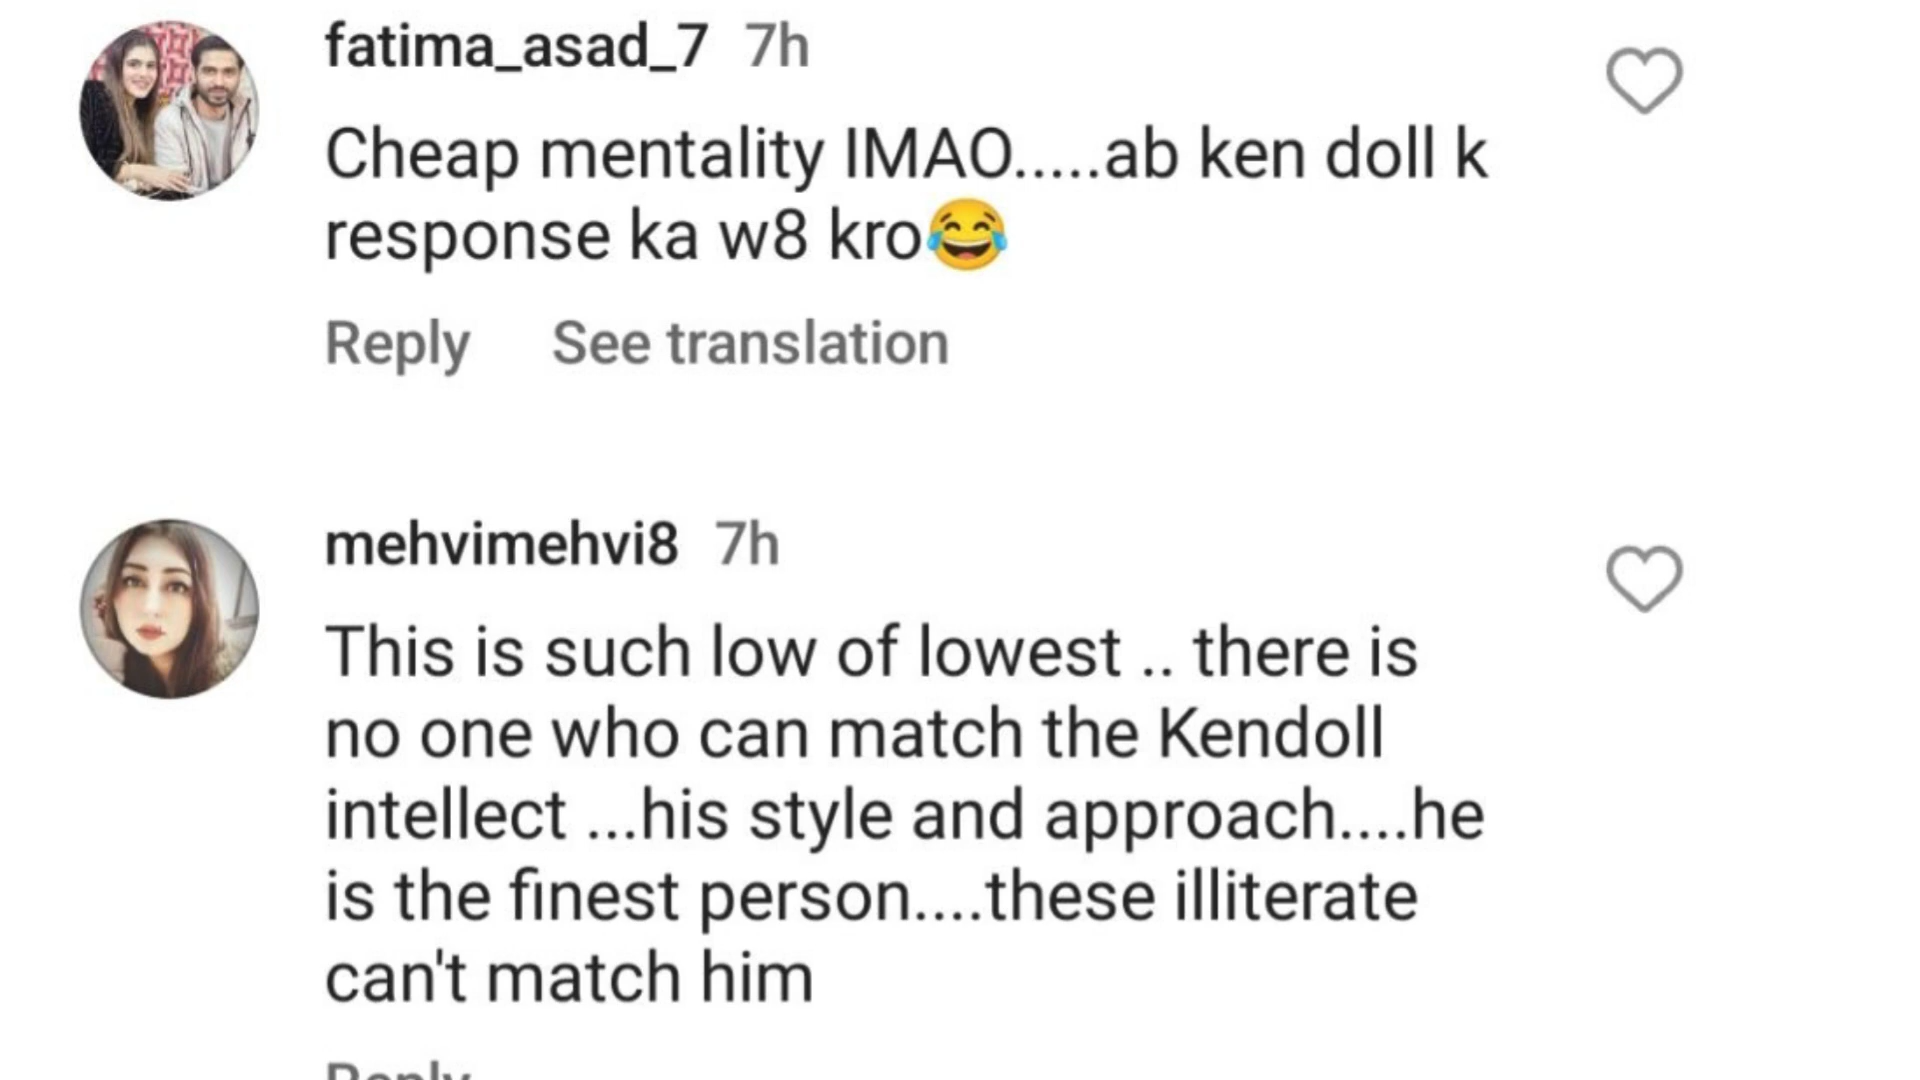 fatima_asad_7 7h
Cheap mentality lMAO.....ab ken doll k
response ka w8 kro😂
Reply See translation
mehvimehvi8 7h
This is such low of lowest .. there is
no one who can match the Kendoll
intellect ...his style and approach....he
is the finest person....these illiterate
can't match him
Reply